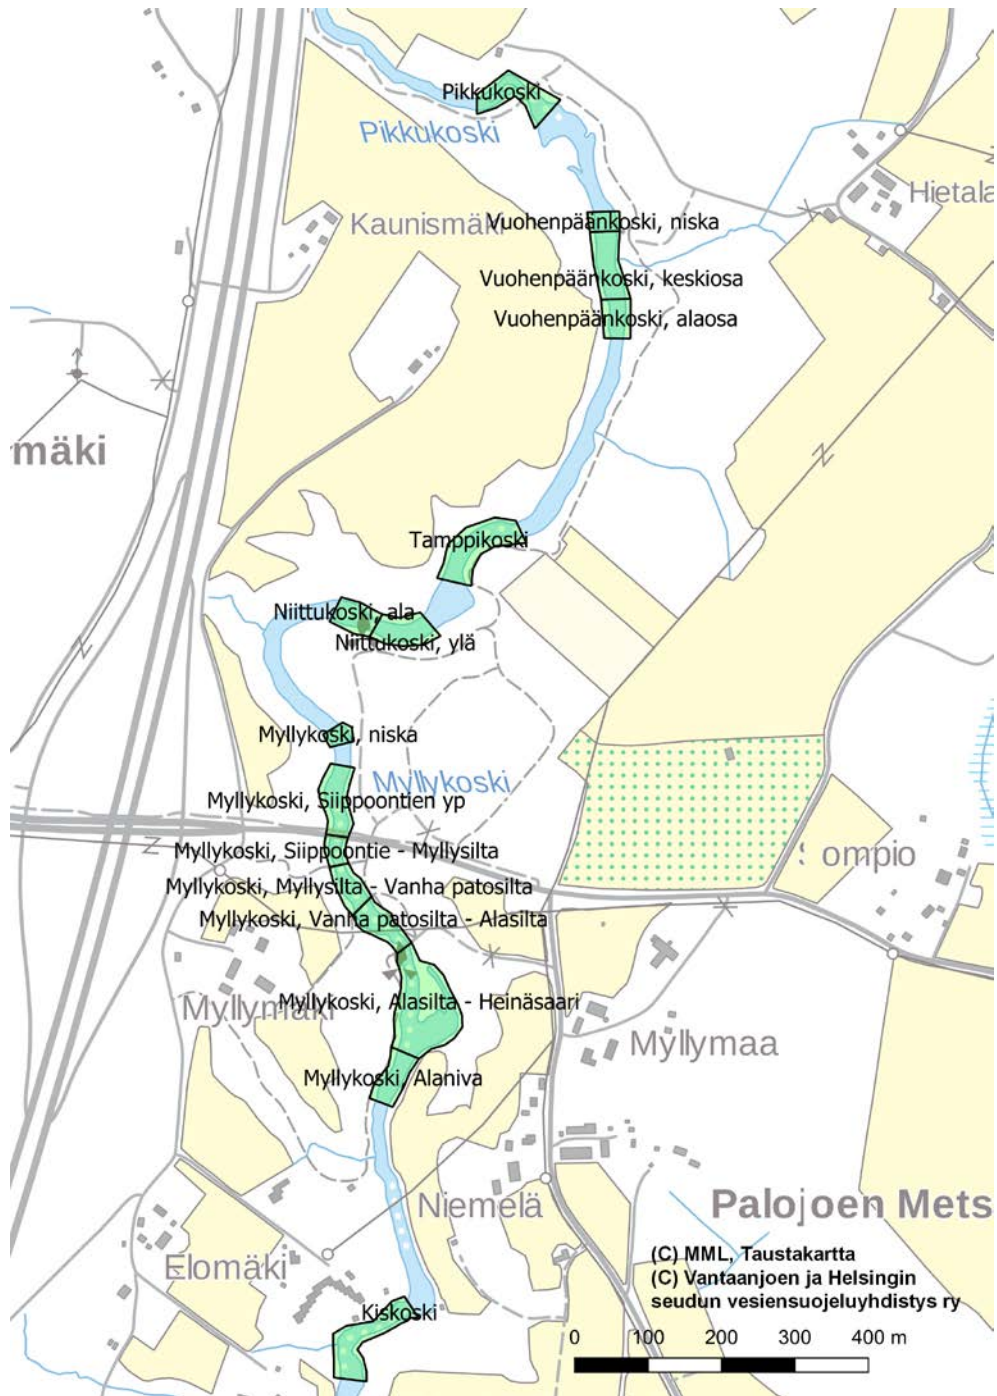 Pikkukoski
Pikkukoski
Hietala
Kaunismäki
Vuohenpäänkoski, niska
Vuohenpäänkoski, keskiosa
Vuohenpäänkoski, alaosa
mäki
Tamppikoski
Niittukoski, ala
Niittukoski, ylä
Myllykoski, niska
Myllykoski
Myllykoski, Siippoontien yp
Myllykoski, Siippoontie - Myllysilta
ompio
Myllykoski, Myllysilta - Vanha patosilta
Myllykoski, Vanha patosilta - Alasilta
Myllykoski, Alasilta - Heinäsaari
Myllymäki
Myllymaa
Myllykoski, Alaniva
Niemelä
Palojoen Mets
(C) MML, Taustakartta
(C) Vantaanjoen ja Helsingin
seudun vesiensuojeluyhdistys ry
Elomäki
Kiskoski
0 100 200 300 400 m